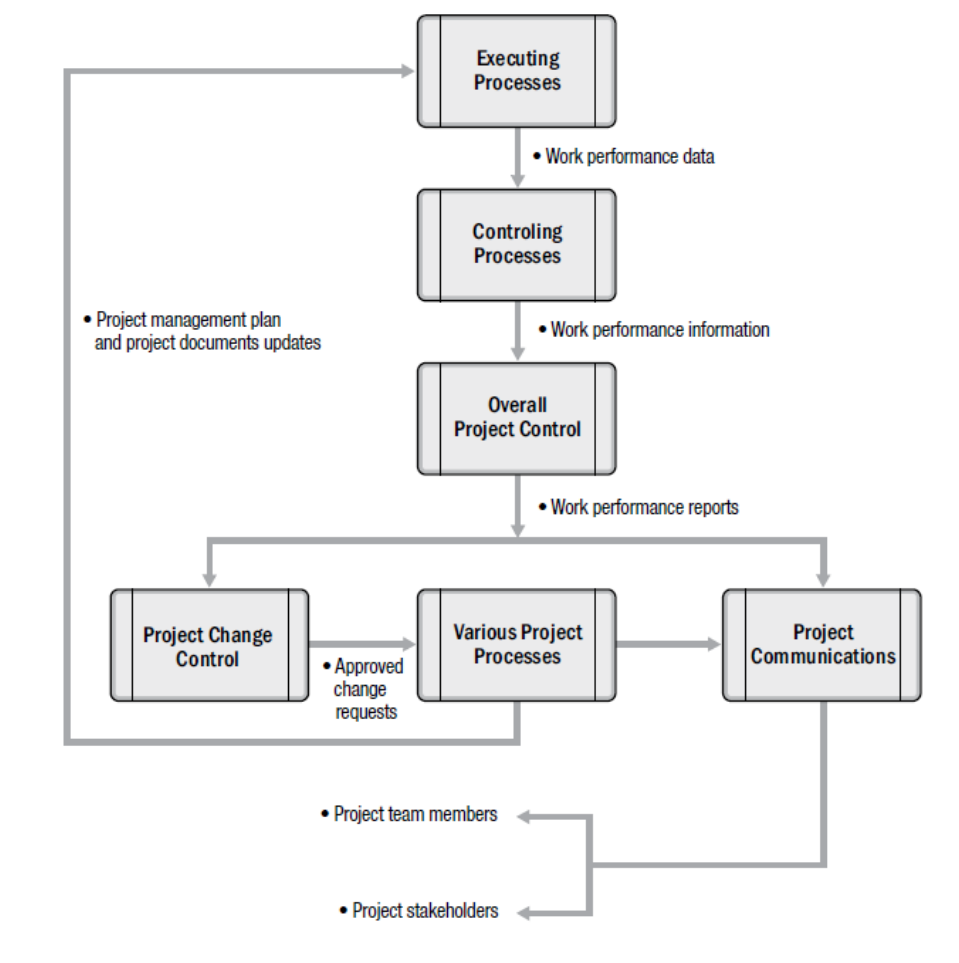 Executing
Processes
• Work performance data
Controling
Processes
• Project management plan
and project documents updates
• Work performance information
Overall
Project Control
• Work performance reports
Project Change
Control
• Approved
change
requests
Various Project
Processes
Project
Communications
• Project team members
• Project stakeholders